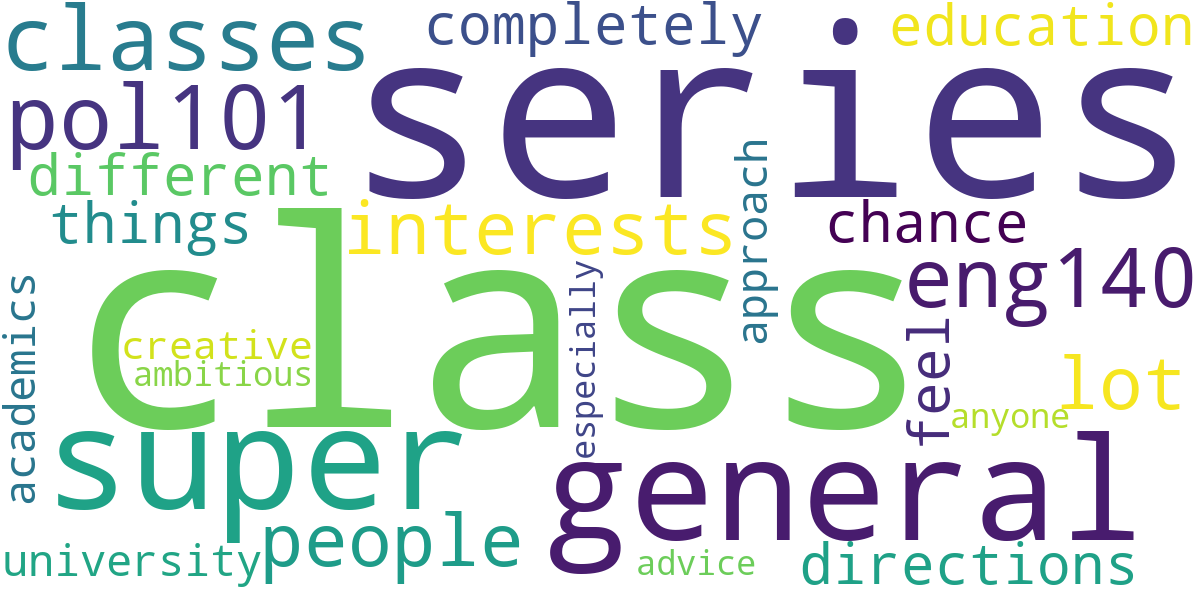 classes
completely
education
series
pol101
different
things
interests
approach
chance
class
eng140
academics
creative
ambitious
especially
feel
lot
anyone
super
general
people
university
advice
directions